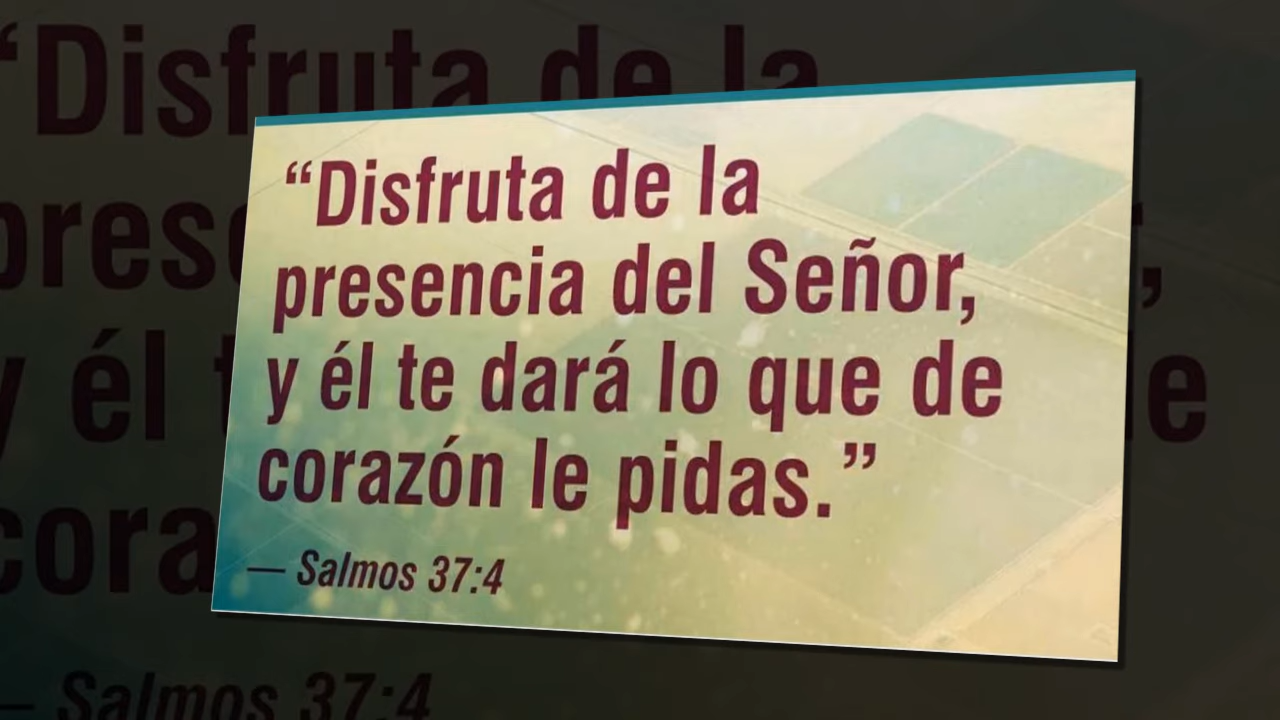 “Disfruta de la
presencia del Señor,
y él te dará lo que de
corazón le pidas.”
— Salmos 37:4